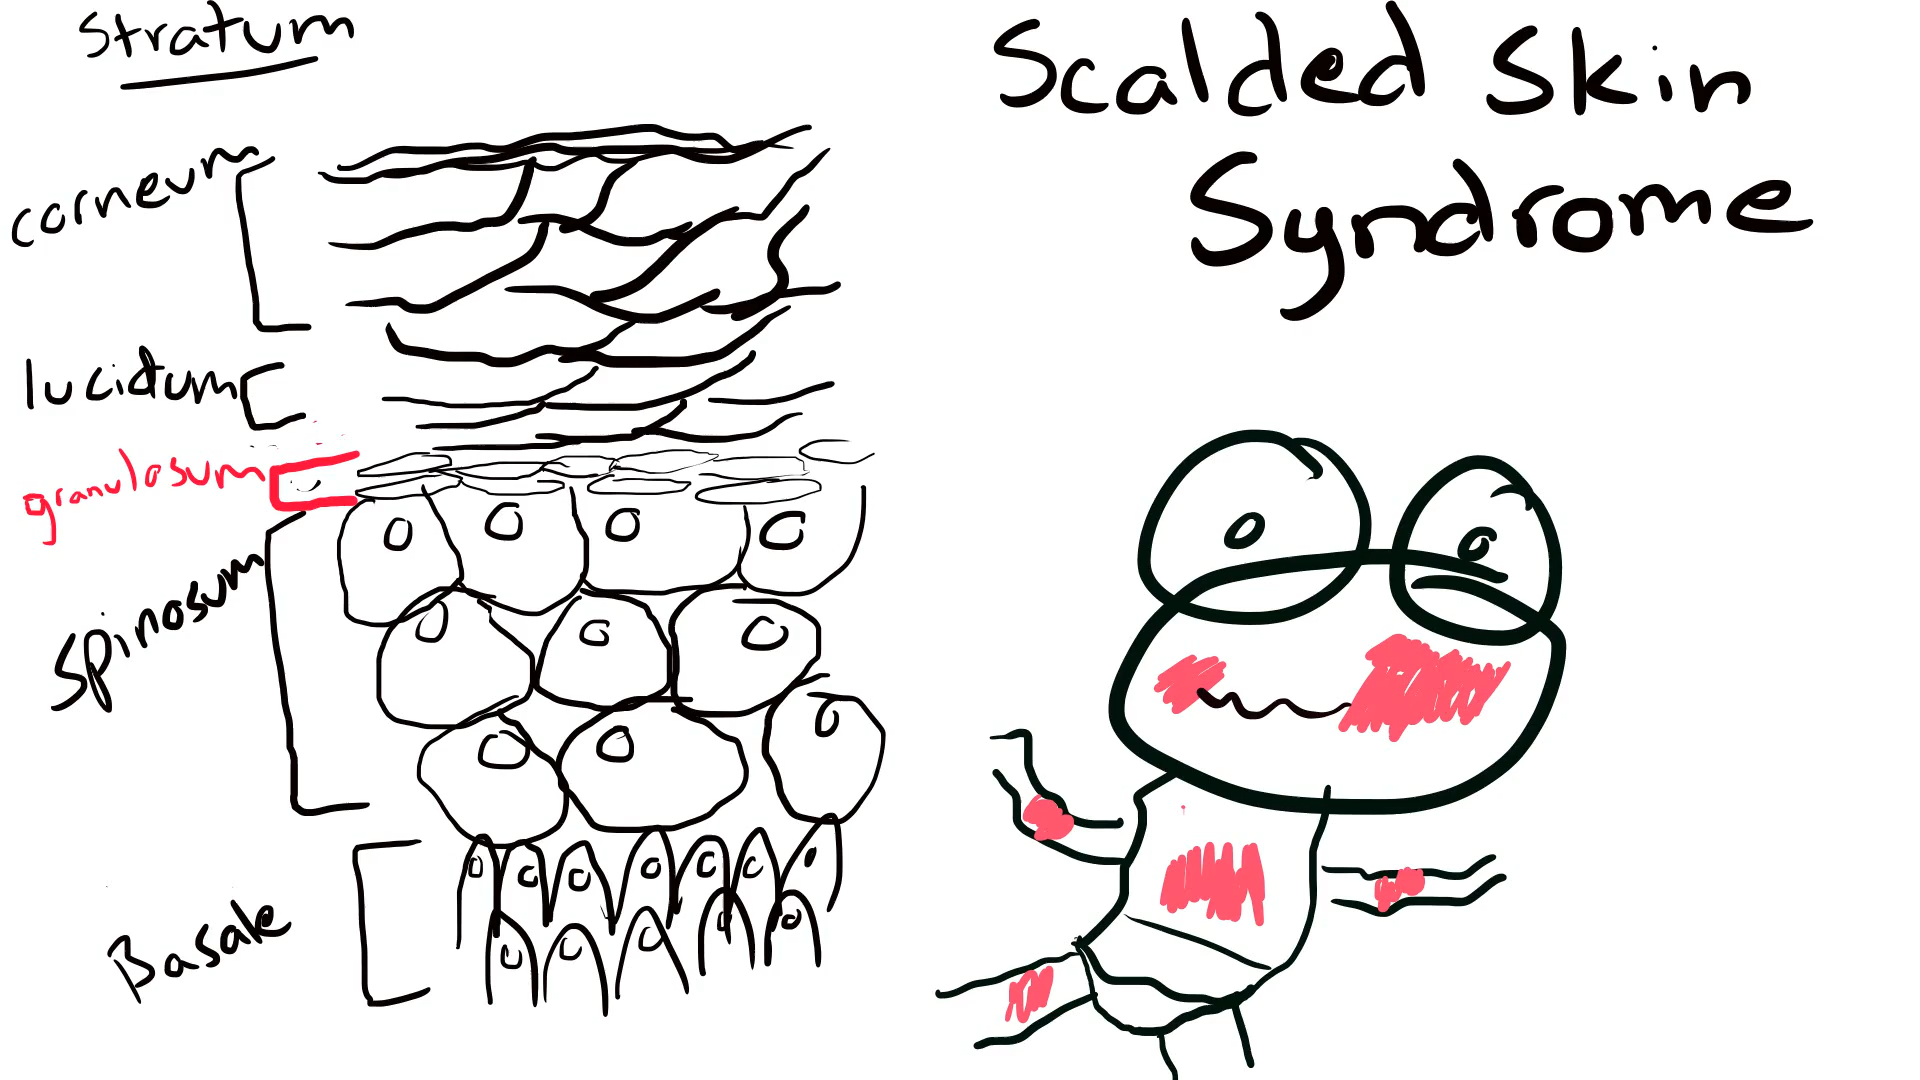 Stratum
corneum
lucidum
granulosum
Spinosum
Basale
Scalded Skin
Syndrome